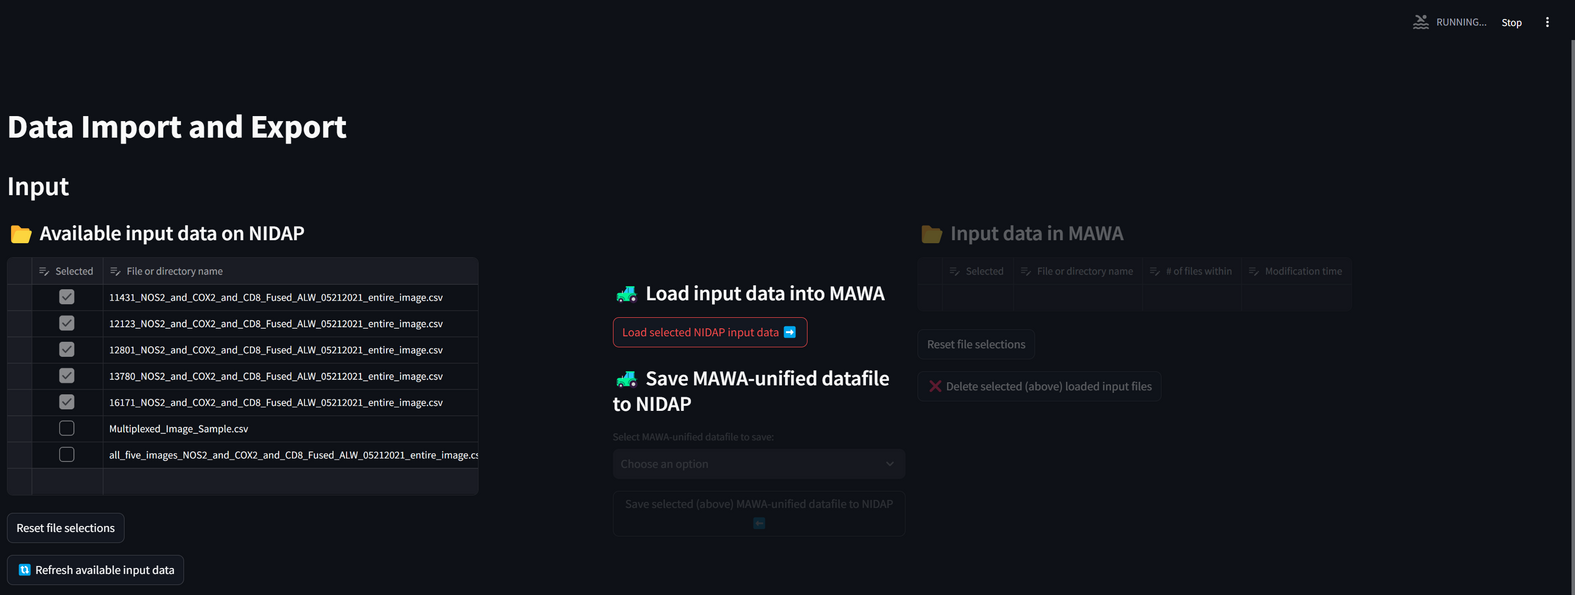 RUNNING...
Stop
Data Import and Export
Input
Available input data on NIDAP
Selected
File or directory name
11431_NOS2_and_COX2_and_CD8_Fused_ALW_05212021_entire_image.csv
12123_NOS2_and_COX2_and_CD8_Fused_ALW_05212021_entire_image.csv
12801_NOS2_and_COX2_and_CD8_Fused_ALW_05212021_entire_image.csv
13780_NOS2_and_COX2_and_CD8_Fused_ALW_05212021_entire_image.csv
16171_NOS2_and_COX2_and_CD8_Fused_ALW_05212021_entire_image.csv
Multiplexed_Image_Sample.csv
all_five_images_NOS2_and_COX2_and_CD8_Fused_ALW_05212021_entire_image.cs
Reset file selections
Refresh available input data
Load input data into MAWA
Load selected NIDAP input data
Save MAWA-unified datafile
to NIDAP
Select MAWA-unified datafile to save:
Choose an option
Save selected (above) MAWA-unified datafile to NIDAP
Input data in MAWA
Selected
File or directory name
# of files within
Modification time
Reset file selections
Delete selected (above) loaded input files